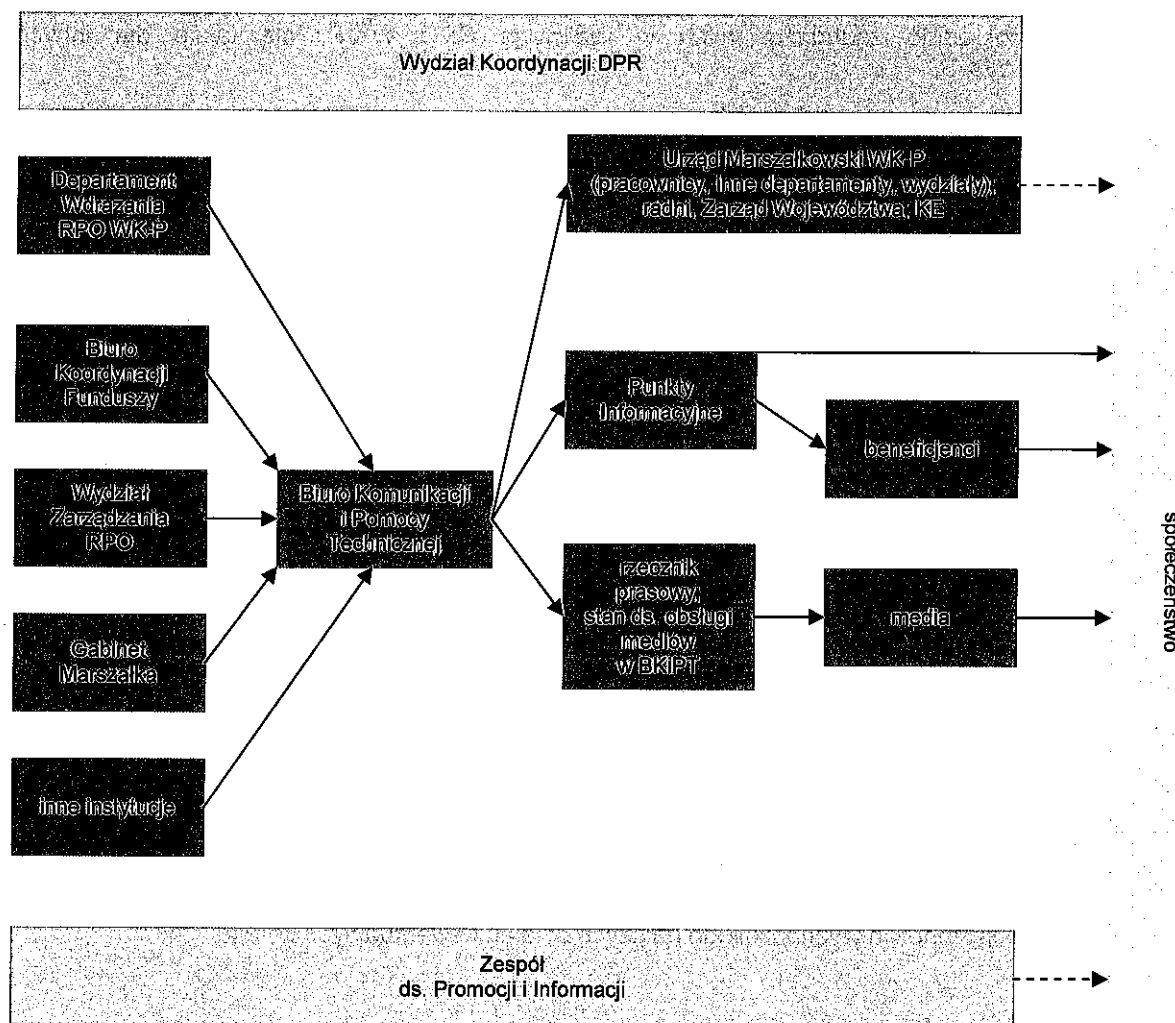 Wydział Koordynacji DPR
Departament
Wdrażania
RPO WK-P
Urząd Marszałkowski WK-P
(pracownicy, inne departamenty, wydziały);
radni, Zarząd Województwa, KE
Biuro
Koordynacji
Funduszy
Punkty
Informacyjne
beneficjenci
Wydział
Zarządzania
RPO
Biuro Komunikacji
i Pomocy
Technicznej
rzecznik
prasowy,
stan ds. obsługi
mediów
w BKIPT
media
społeczeństwo
Gabinet
Marszałka
inne instytucje
Zespół
ds. Promocji i Informacji